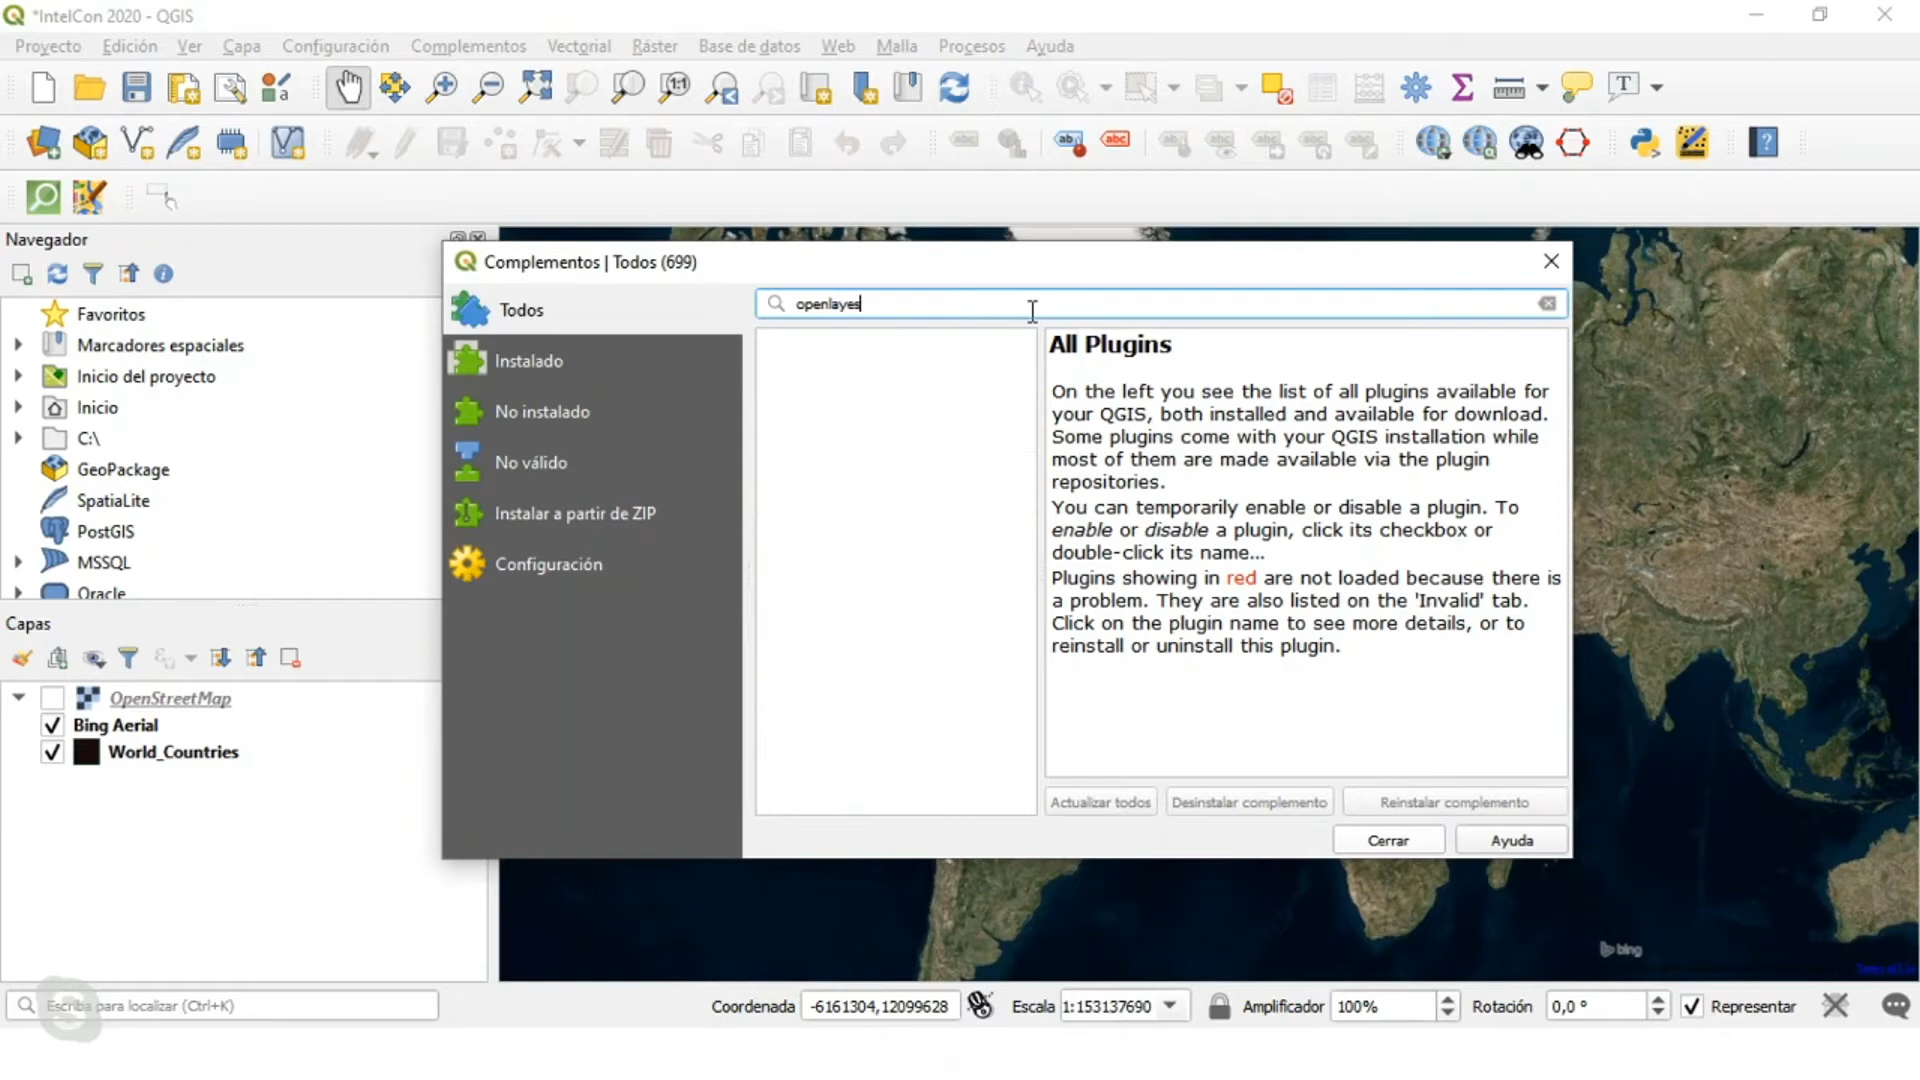 *IntelCon 2020 - QGIS
Proyecto Edición Ver Capa Configuración Complementos Vectorial Ráster Base de datos Web Malla Procesos Ayuda
Navegador
Favoritos
Marcadores espaciales
Inicio del proyecto
Inicio
C:\
GeoPackage
SpatiaLite
PostGIS
MSSQL
Oracle
Capas
OpenStreetMap
Bing Aerial
World_Countries
Complementos | Todos (699)
Todos
Instalado
No instalado
No válido
Instalar a partir de ZIP
Configuración
openlayes
All Plugins
On the left you see the list of all plugins available for
your QGIS, both installed and available for download.
Some plugins come with your QGIS installation while
most of them are made available via the plugin
repositories.
You can temporarily enable or disable a plugin. To
enable or disable a plugin, click its checkbox or
double-click its name...
Plugins showing in red are not loaded because there is
a problem. They are also listed on the 'Invalid' tab.
Click on the plugin name to see more details, or to
reinstall or uninstall this plugin.
Actualizar todos Desinstalar complemento Reinstalar complemento
Cerrar Ayuda
bing
Escriba para localizar (Ctrl+K) Coordenada -6161304,12099628 Escala 1:153137690 Amplificador 100% Rotación 0,0 ° Representar